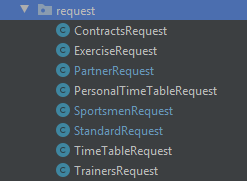 request
ContractsRequest
ExerciseRequest
PartnerRequest
PersonalTimeTableRequest
SportsmenRequest
StandardRequest
TimeTableRequest
TrainersRequest